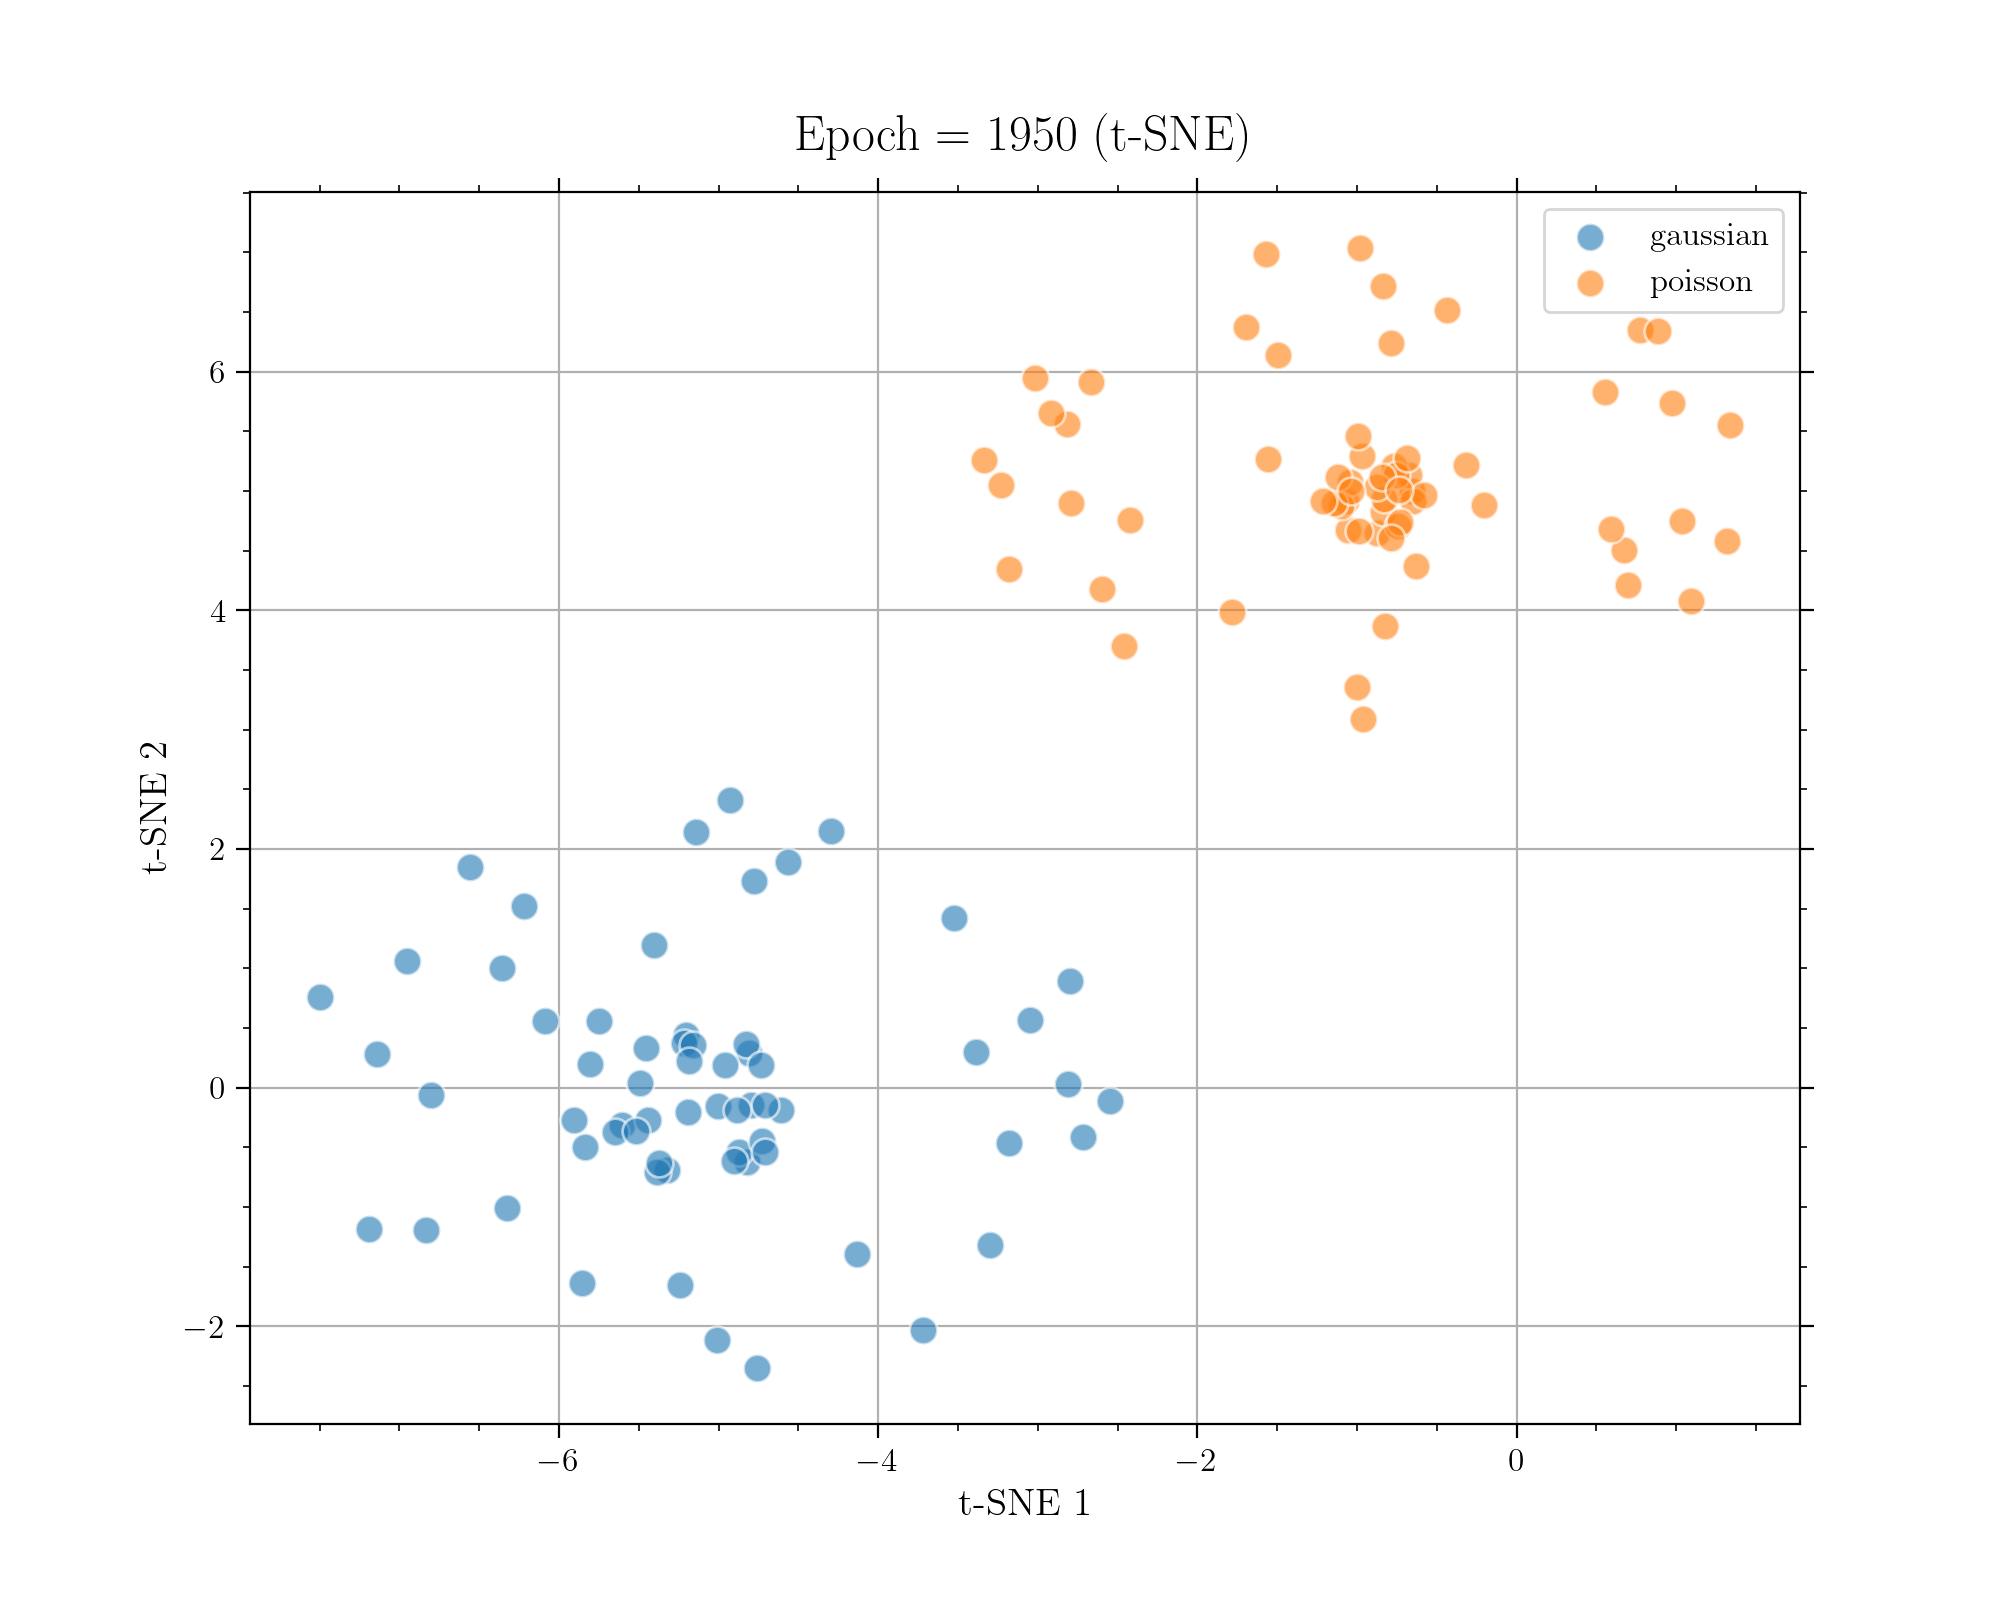 Epoch = 1950 (t-SNE)
gaussian
poisson
6
4
2
0
−2
t-SNE 2
−6
−4
−2
0
t-SNE 1